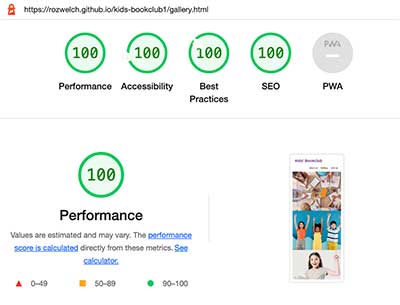 https://rozwelch.github.io/kids-bookclub1/gallery.html
100 100 100 100 PWA
Performance Accessibility Best Practices SEO PWA
100
Performance
Values are estimated and may vary. The performance
score is calculated directly from these metrics. See
calculator.
0–49 50–89 90–100
Kids' Bookclub